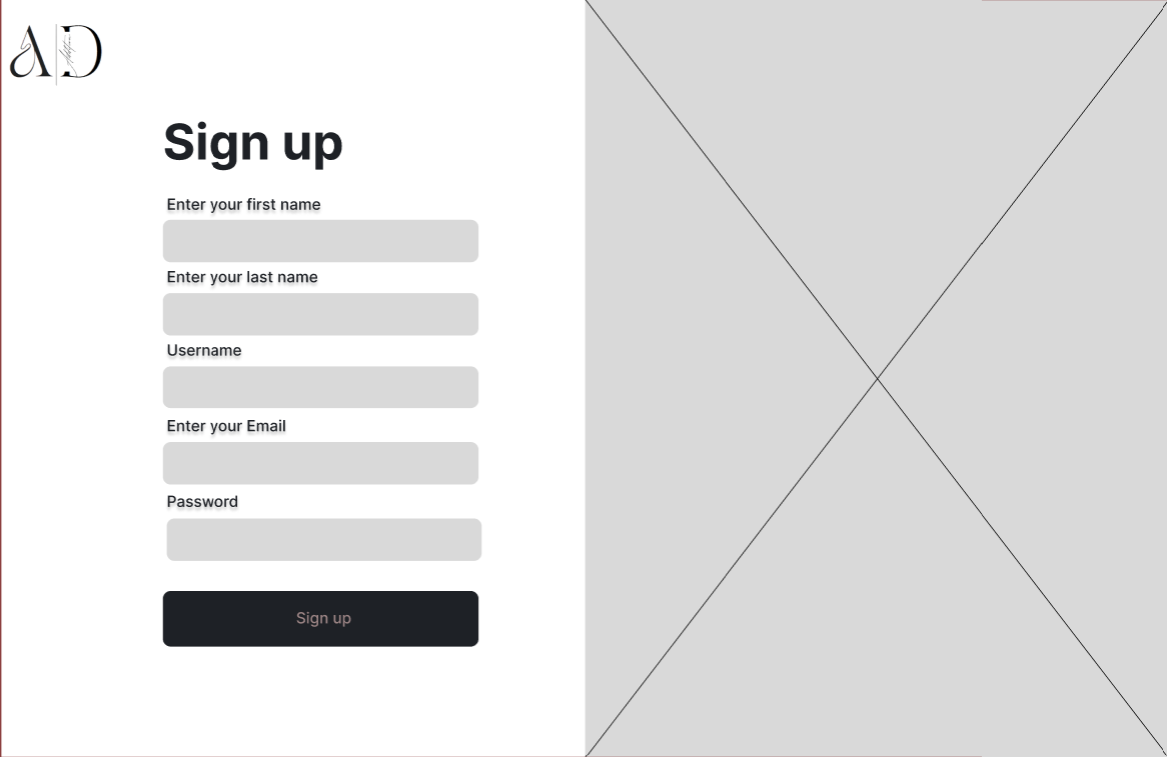 A D
Sign up
Enter your first name
Enter your last name
Username
Enter your Email
Password
Sign up